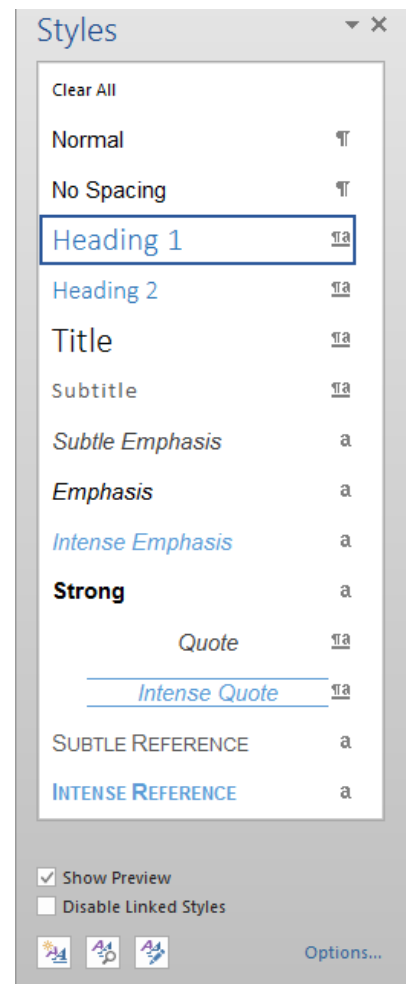 Styles
Clear All
Normal ¶
No Spacing ¶
Heading 1 ¶a
Heading 2 ¶a
Title ¶a
Subtitle ¶a
Subtle Emphasis a
Emphasis a
Intense Emphasis a
Strong a
Quote ¶a
Intense Quote ¶a
SUBTLE REFERENCE a
INTENSE REFERENCE a
Show Preview
Disable Linked Styles
Options...